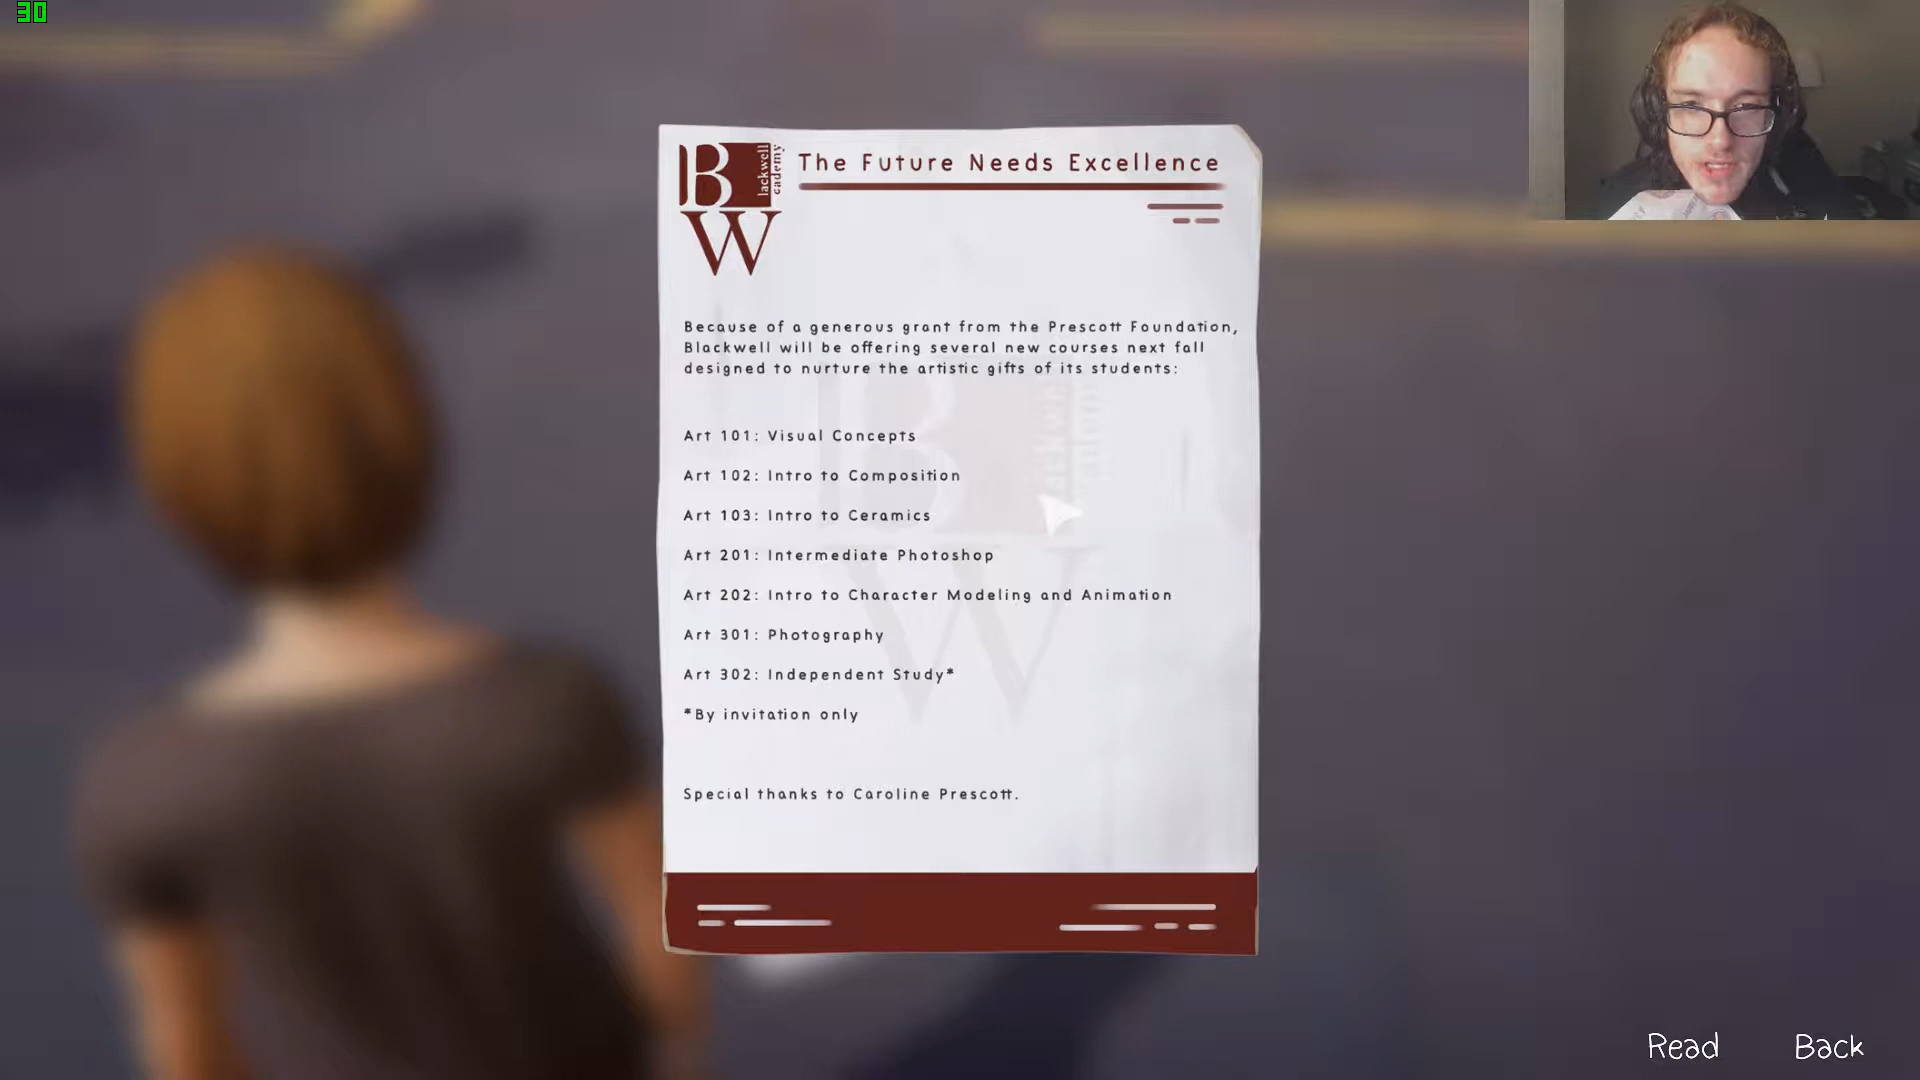 30
B
lackwell
cademy
W
The Future Needs Excellence
Because of a generous grant from the Prescott Foundation,
Blackwell will be offering several new courses next fall
designed to nurture the artistic gifts of its students:
Art 101: Visual Concepts
Art 102: Intro to Composition
Art 103: Intro to Ceramics
Art 201: Intermediate Photoshop
Art 202: Intro to Character Modeling and Animation
Art 301: Photography
Art 302: Independent Study*
*By invitation only
Special thanks to Caroline Prescott.
Read Back